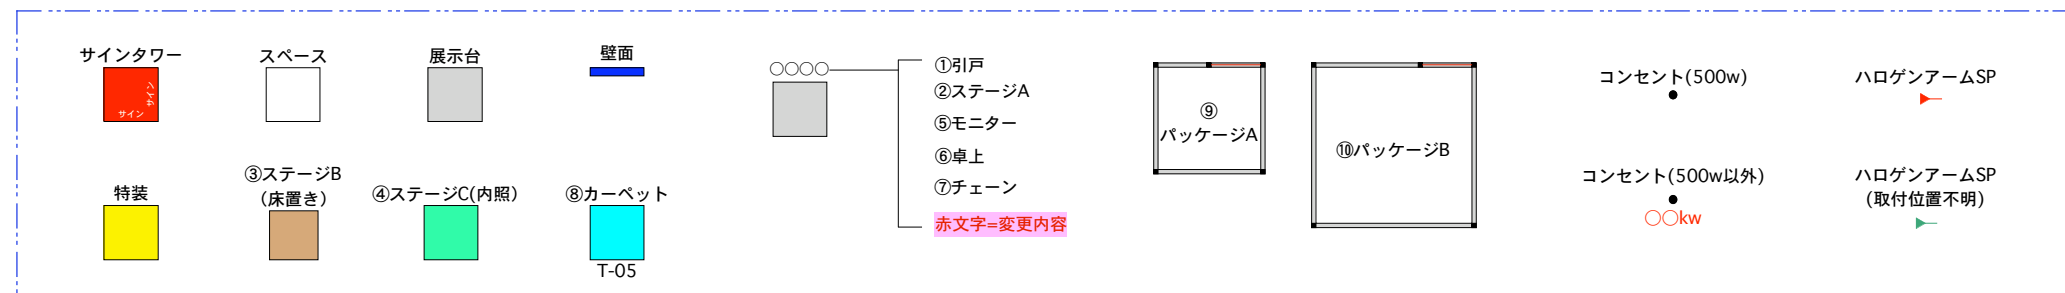 サインタワー
サイン
サイン
スペース
展示台
壁面
特装
③ステージB
(床置き)
④ステージC(内照)
⑧カーペット
T-05
○○○○
①引戸
②ステージA
⑤モニター
⑥卓上
⑦チェーン
赤文字=変更内容
⑨
パッケージA
⑩パッケージB
コンセント(500w)
コンセント(500w以外)
○○kw
ハロゲンアームSP
ハロゲンアームSP
(取付位置不明)